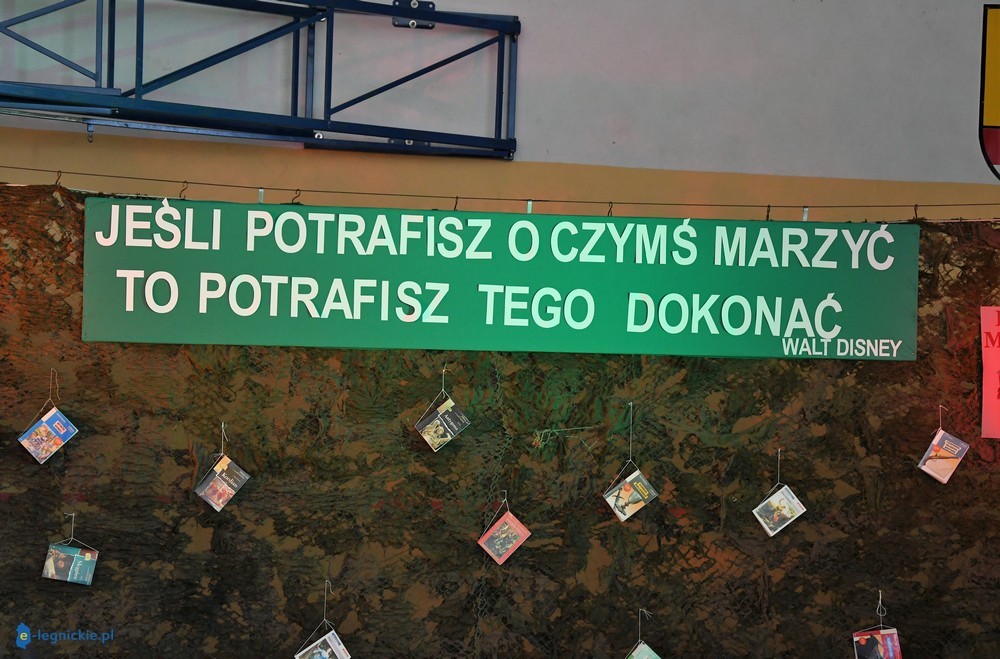 JEŚLI POTRAFISZ O CZYMŚ MARZYĆ
TO POTRAFISZ TEGO DOKONAĆ
WALT DISNEY
e-legnickie.pl